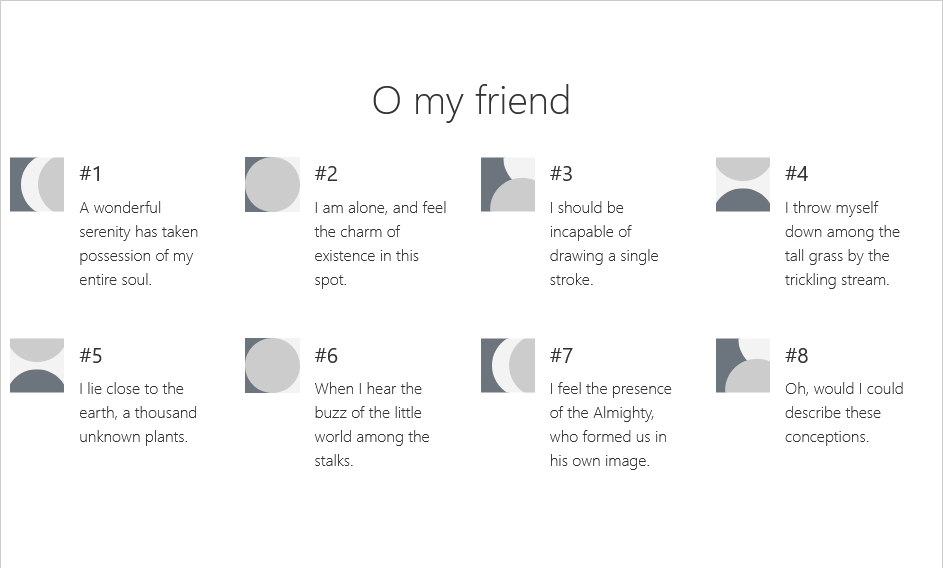 O my friend
#1
A wonderful
serenity has taken
possession of my
entire soul.
#2
I am alone, and feel
the charm of
existence in this
spot.
#3
I should be
incapable of
drawing a single
stroke.
#4
I throw myself
down among the
tall grass by the
trickling stream.
#5
I lie close to the
earth, a thousand
unknown plants.
#6
When I hear the
buzz of the little
world among the
stalks.
#7
I feel the presence
of the Almighty,
who formed us in
his own image.
#8
Oh, would I could
describe these
conceptions.